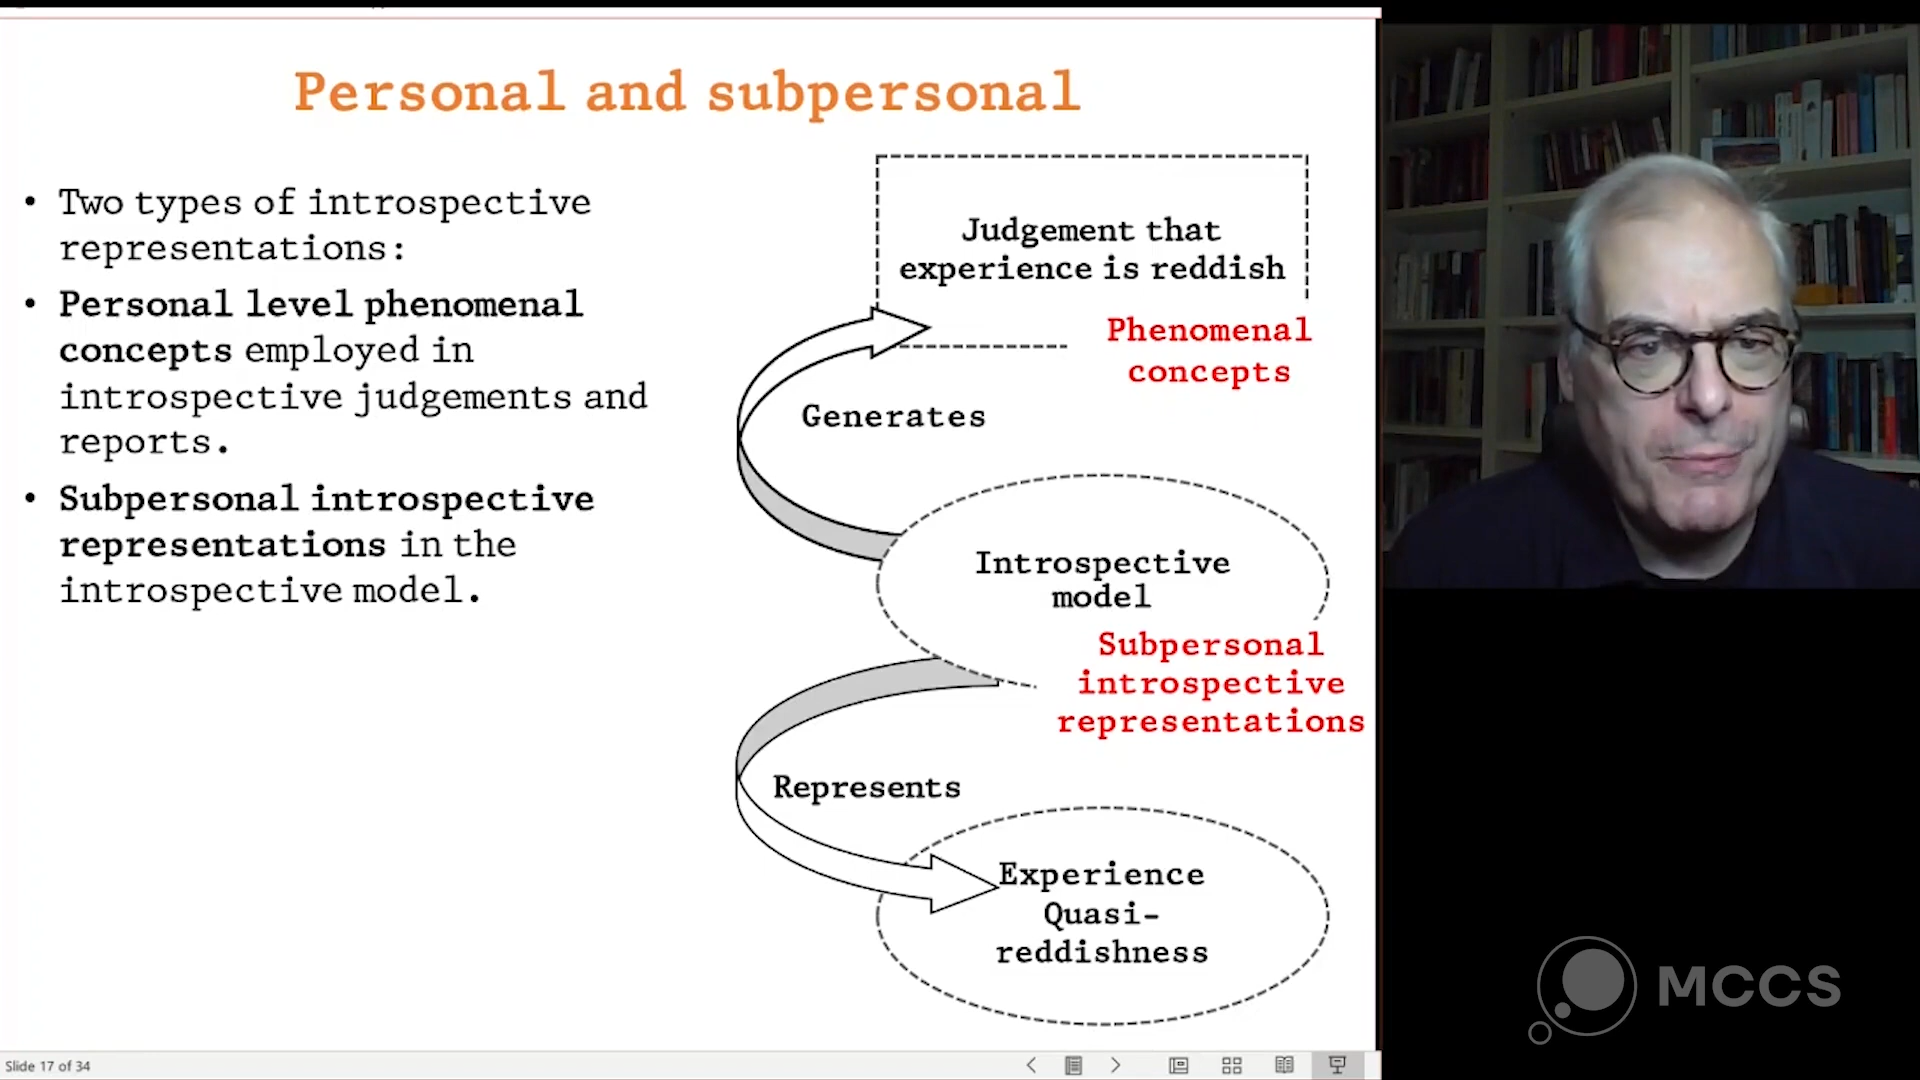 Personal and subpersonal
• Two types of introspective
representations:
• Personal level phenomenal
concepts employed in
introspective judgements and
reports.
• Subpersonal introspective
representations in the
introspective model.
Judgement that
experience is reddish
Phenomenal
concepts
Generates
Introspective
model
Subpersonal
introspective
representations
Represents
Experience
Quasi-
reddishness
MCCS
Slide 17 of 34